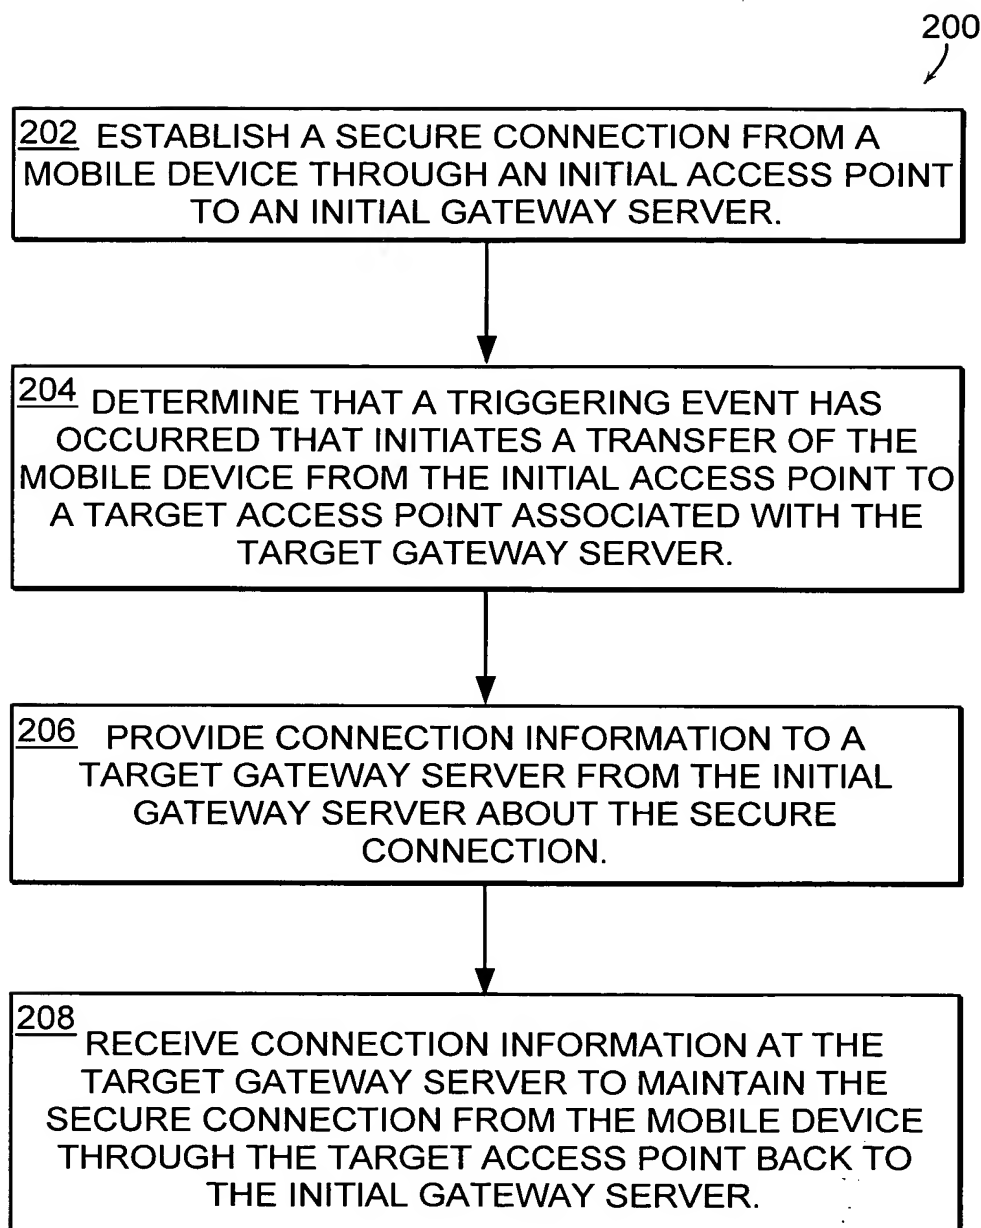 200
202 ESTABLISH A SECURE CONNECTION FROM A
MOBILE DEVICE THROUGH AN INITIAL ACCESS POINT
TO AN INITIAL GATEWAY SERVER.
204 DETERMINE THAT A TRIGGERING EVENT HAS
OCCURRED THAT INITIATES A TRANSFER OF THE
MOBILE DEVICE FROM THE INITIAL ACCESS POINT TO
A TARGET ACCESS POINT ASSOCIATED WITH THE
TARGET GATEWAY SERVER.
206 PROVIDE CONNECTION INFORMATION TO A
TARGET GATEWAY SERVER FROM THE INITIAL
GATEWAY SERVER ABOUT THE SECURE
CONNECTION.
208
RECEIVE CONNECTION INFORMATION AT THE
TARGET GATEWAY SERVER TO MAINTAIN THE
SECURE CONNECTION FROM THE MOBILE DEVICE
THROUGH THE TARGET ACCESS POINT BACK TO
THE INITIAL GATEWAY SERVER.